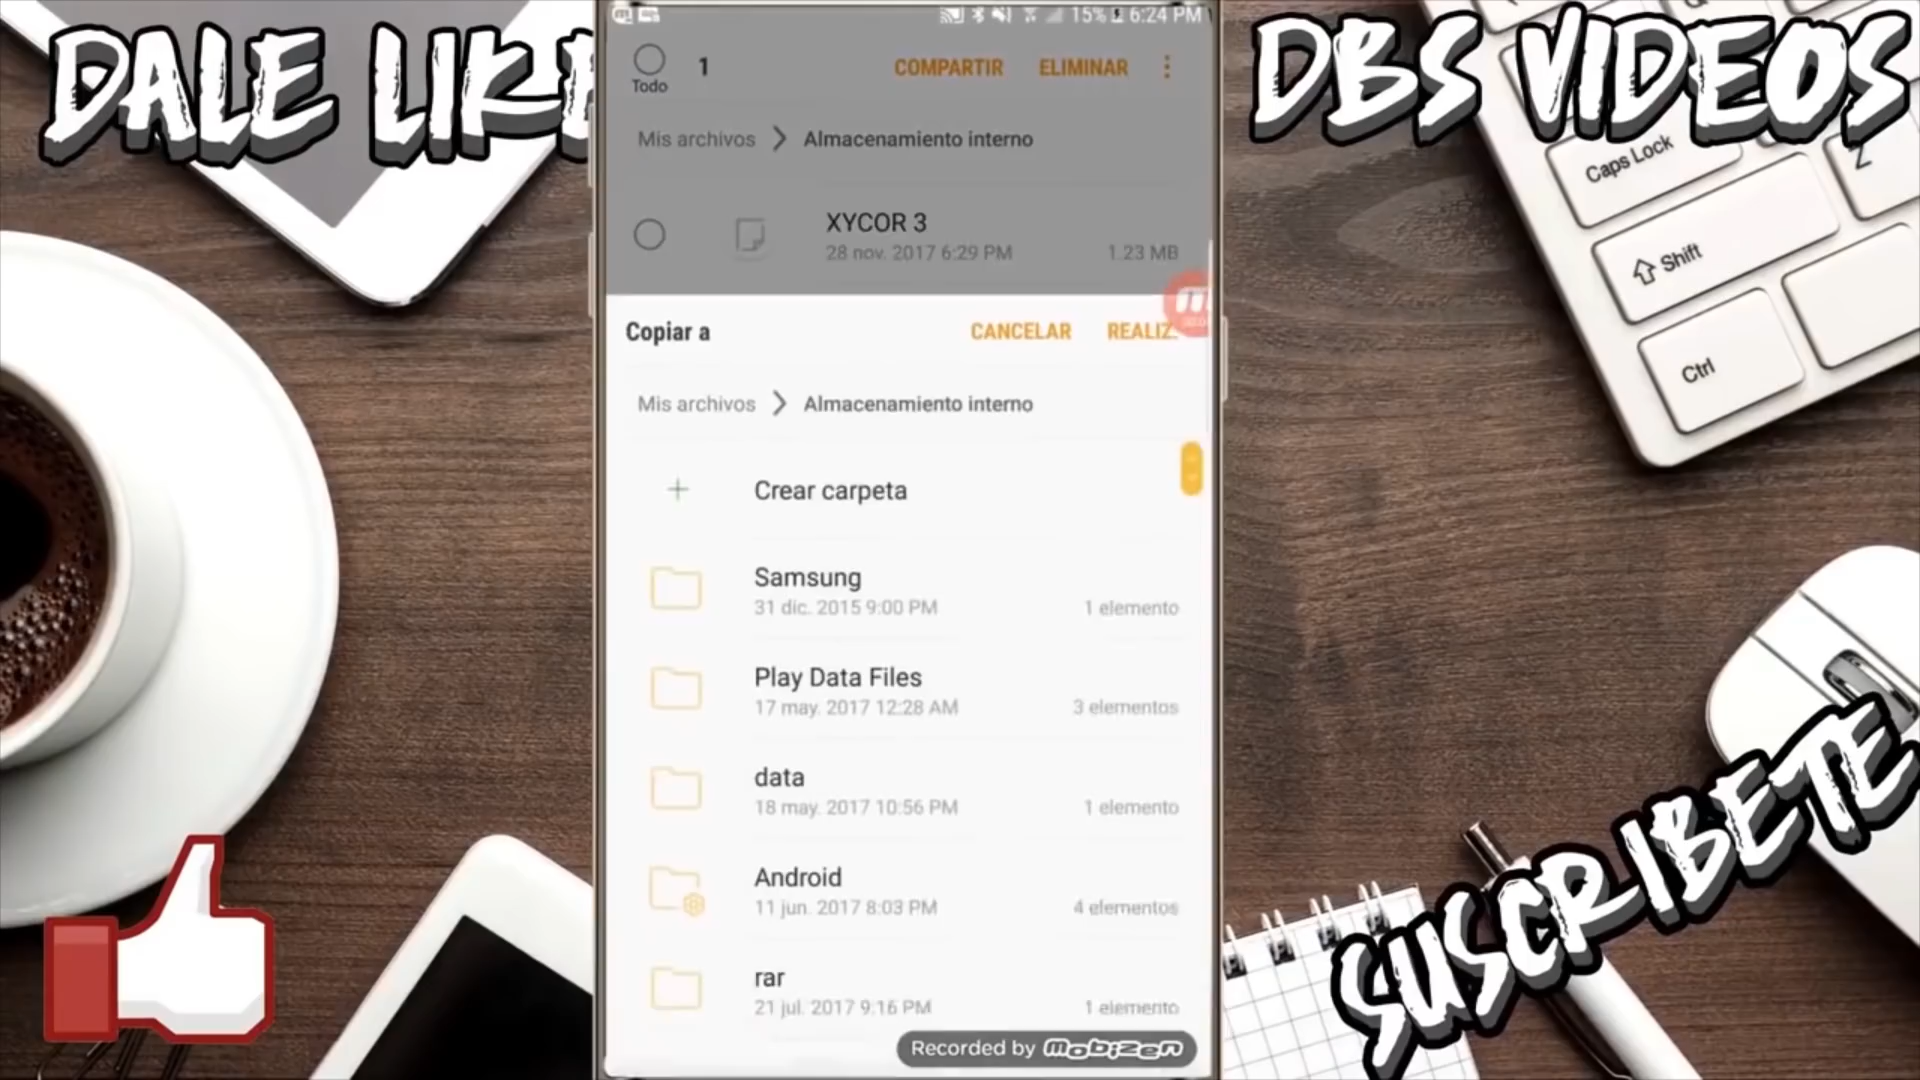 DALE LIKE
DBS VIDEOS
15% 6:24 PM
1
COMPARTIR
ELIMINAR
Todo
Mis archivos > Almacenamiento interno
XYCOR 3
28 nov. 2017 6:29 PM
1.23 MB
Copiar a
CANCELAR
REALIZ
Mis archivos > Almacenamiento interno
Crear carpeta
Samsung
31 dic. 2015 9:00 PM
1 elemento
Play Data Files
17 may. 2017 12:28 AM
3 elementos
data
18 may. 2017 10:56 PM
1 elemento
Android
11 jun. 2017 8:03 PM
4 elementos
rar
21 jul. 2017 9:16 PM
1 elemento
Recorded by mobizen
Caps Lock
Z
Shift
Ctrl
SUSCRIBETE